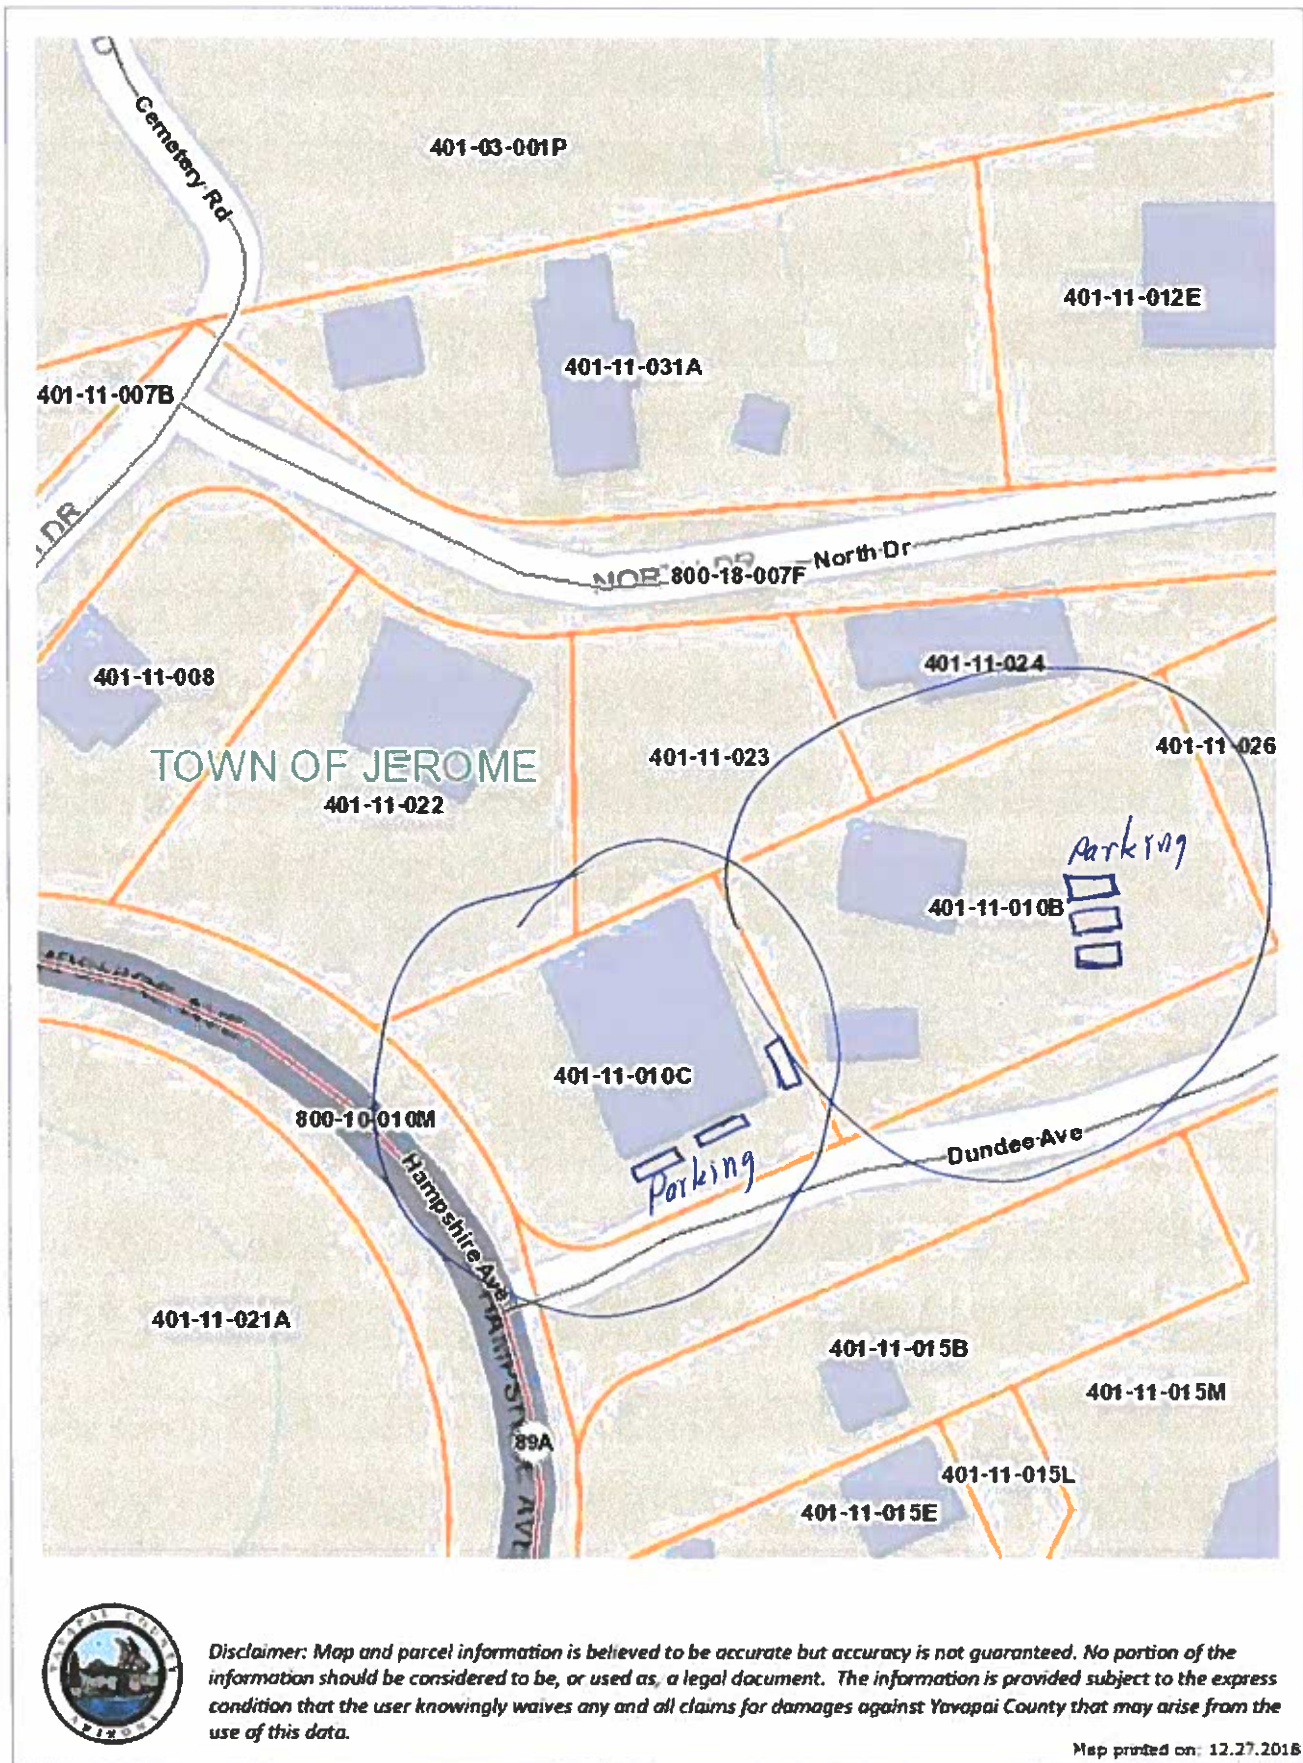 Cemetery Rd
401-03-001P
401-11-012E
401-11-031A
401-11-007B
DR
North Dr
800-18-007F
401-11-024
401-11-008
401-11-026
401-11-023
TOWN OF JEROME
401-11-022
Parking
401-11-010B
401-11-010C
800-10-010M
Dundee Ave
Parking
Hampshire Ave
HAMPSHIRE AVE
401-11-021A
401-11-015B
401-11-015M
89A
401-11-015L
401-11-015E
YAVAPAI COUNTY
ARIZONA
Disclaimer: Map and parcel information is believed to be accurate but accuracy is not guaranteed. No portion of the
information should be considered to be, or used as, a legal document. The information is provided subject to the express
condition that the user knowingly waives any and all claims for damages against Yavapai County that may arise from the
use of this data.
Map printed on: 12.27.2018